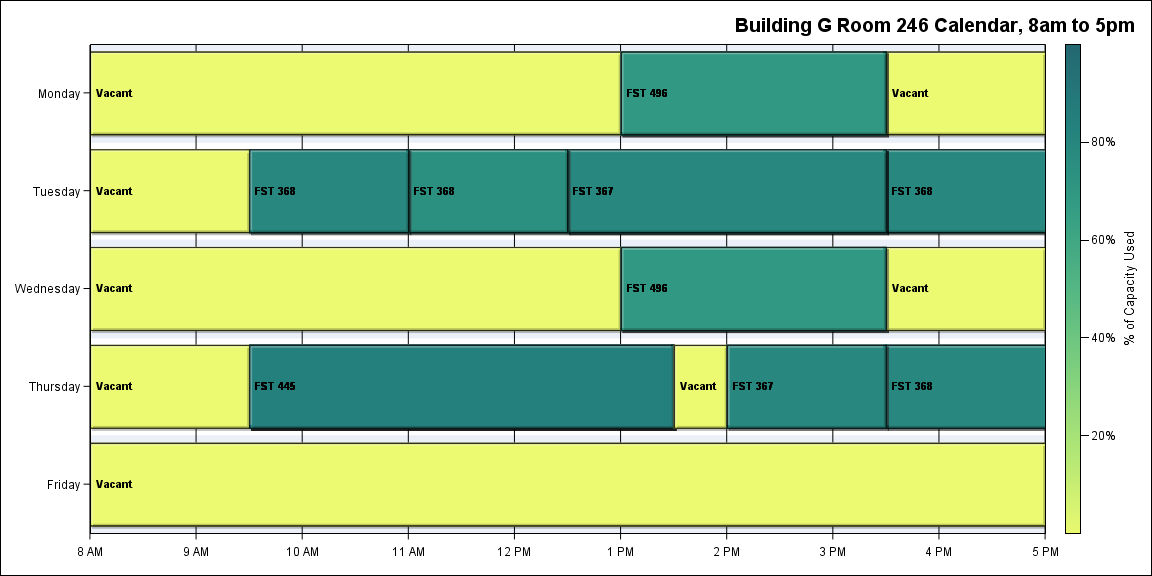 Building G Room 246 Calendar, 8am to 5pm
Monday
Vacant
FST 496
Vacant
Tuesday
Vacant
FST 368
FST 368
FST 367
FST 368
Wednesday
Vacant
FST 496
Vacant
Thursday
Vacant
FST 445
Vacant
FST 367
FST 368
Friday
Vacant
8 AM
9 AM
10 AM
11 AM
12 PM
1 PM
2 PM
3 PM
4 PM
5 PM
80%
60%
40%
20%
% of Capacity Used